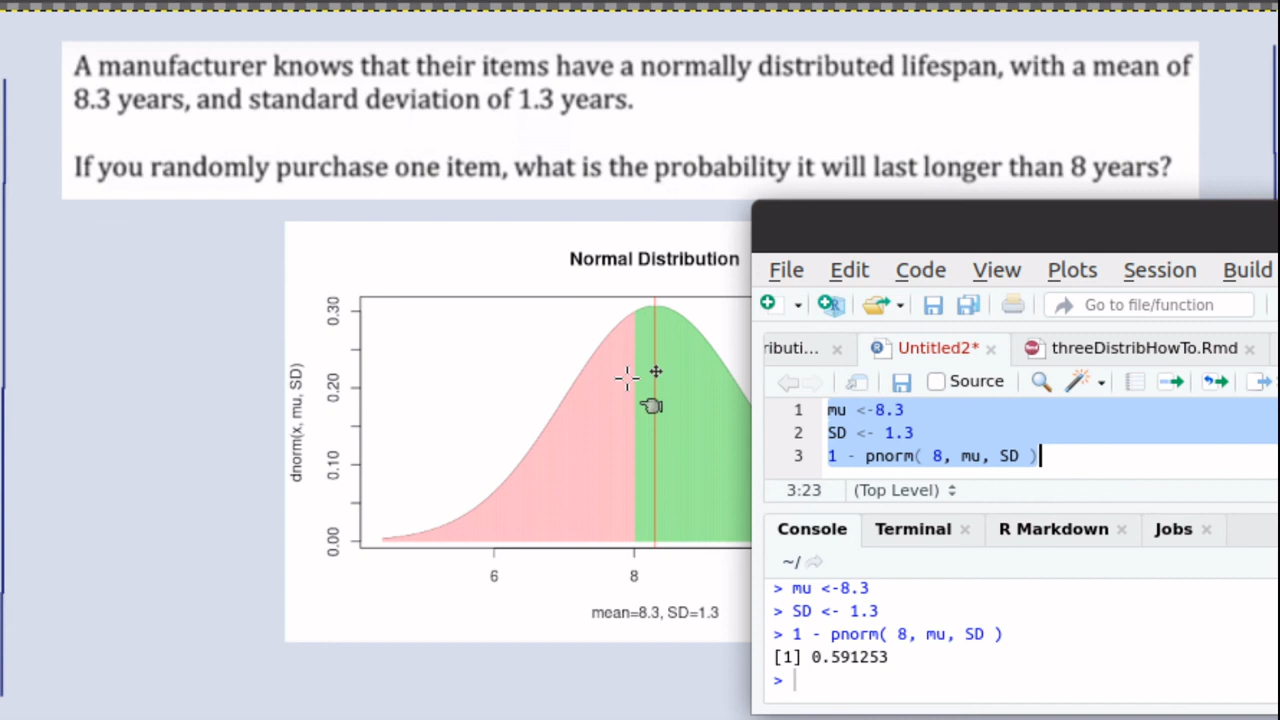 A manufacturer knows that their items have a normally distributed lifespan, with a mean of
8.3 years, and standard deviation of 1.3 years.
If you randomly purchase one item, what is the probability it will last longer than 8 years?
Normal Distribution
dnorm(x, mu, SD)
0.30
0.20
0.10
0.00
6
8
mean=8.3, SD=1.3
File Edit Code View Plots Session Build
Go to file/function
ributi... Untitled2* threeDistribHowTo.Rmd
Source
1 mu <-8.3
2 SD <- 1.3
3 1 - pnorm( 8, mu, SD )
3:23 (Top Level)
Console Terminal R Markdown Jobs
~/
> mu <-8.3
> SD <- 1.3
> 1 - pnorm( 8, mu, SD )
[1] 0.591253
>